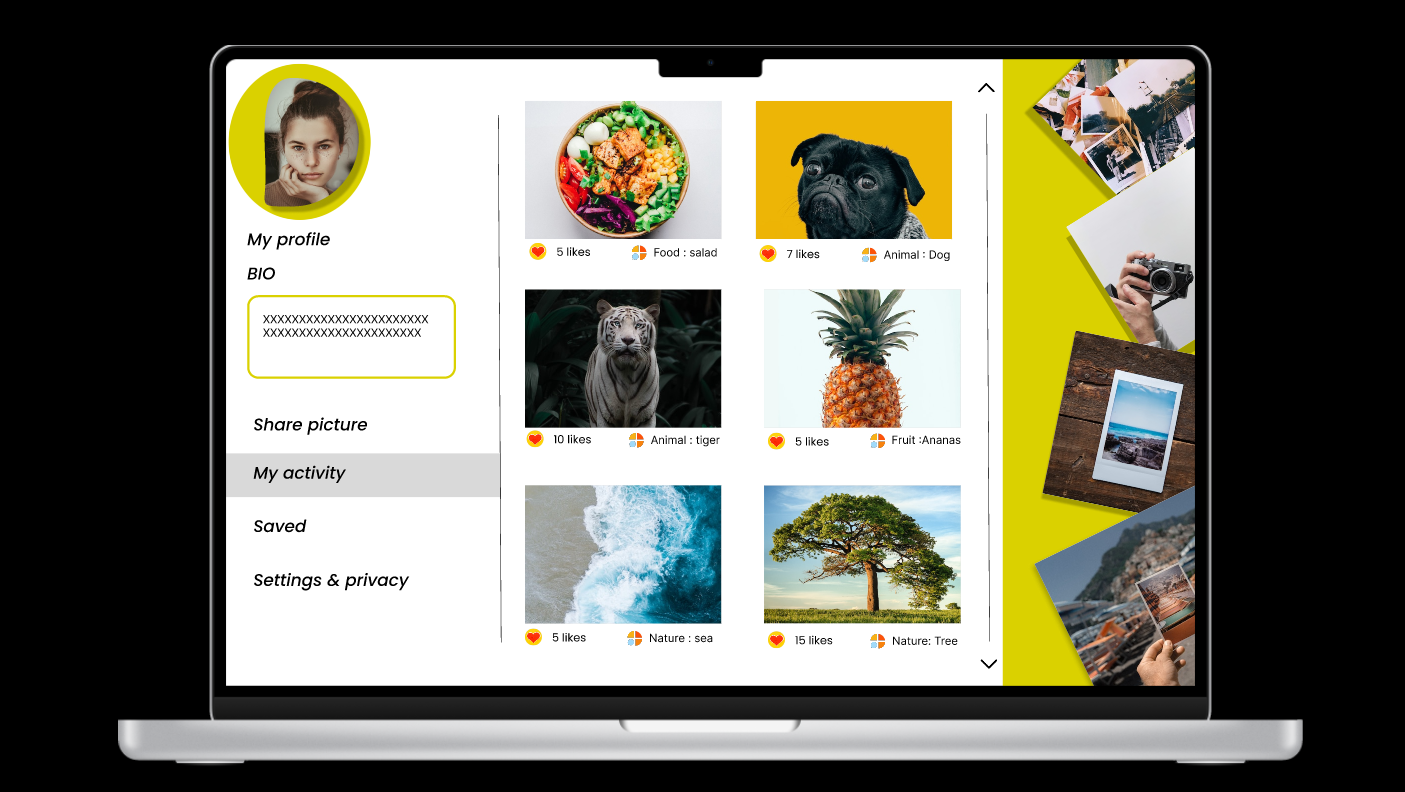 My profile
BIO
XXXXXXXXXXXXXXXXXXXXXXX
XXXXXXXXXXXXXXXXXXXXXX
Share picture
My activity
Saved
Settings & privacy
5 likes
Food : salad
7 likes
Animal : Dog
10 likes
Animal : tiger
5 likes
Fruit :Ananas
5 likes
Nature : sea
15 likes
Nature: Tree